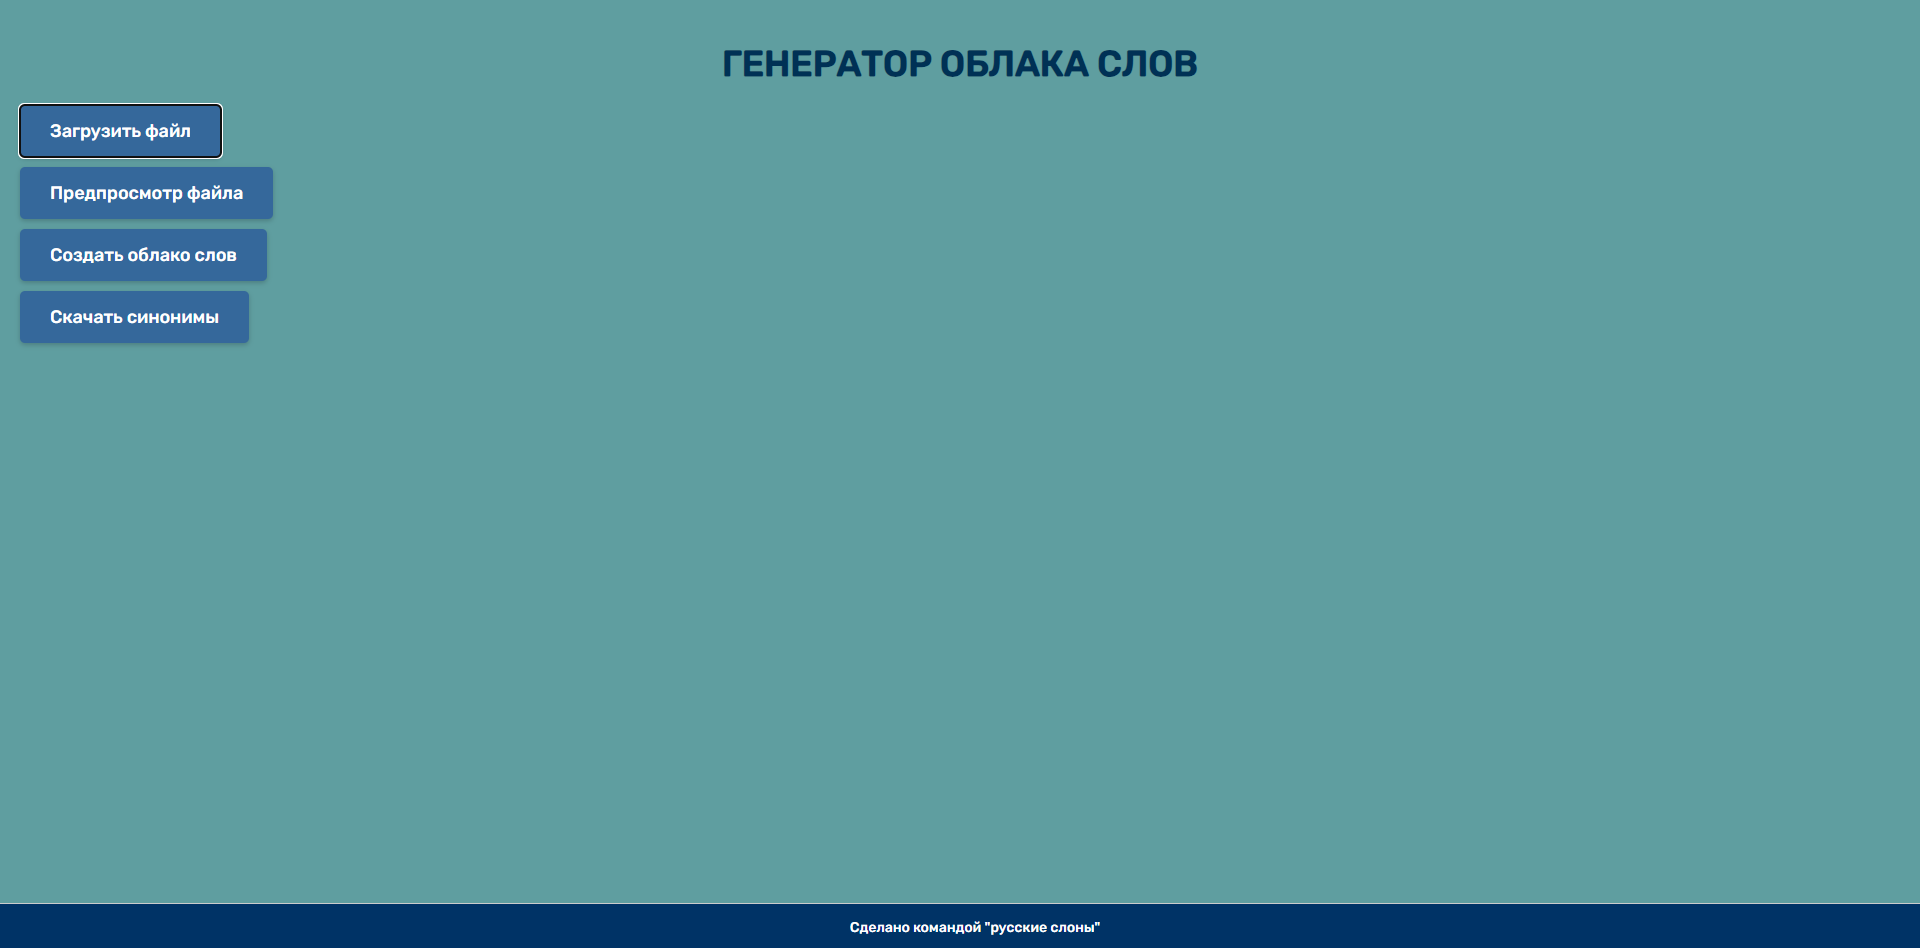 ГЕНЕРАТОР ОБЛАКА СЛОВ
Загрузить файл
Предпросмотр файла
Создать облако слов
Скачать синонимы
Сделано командой "русские слоны"